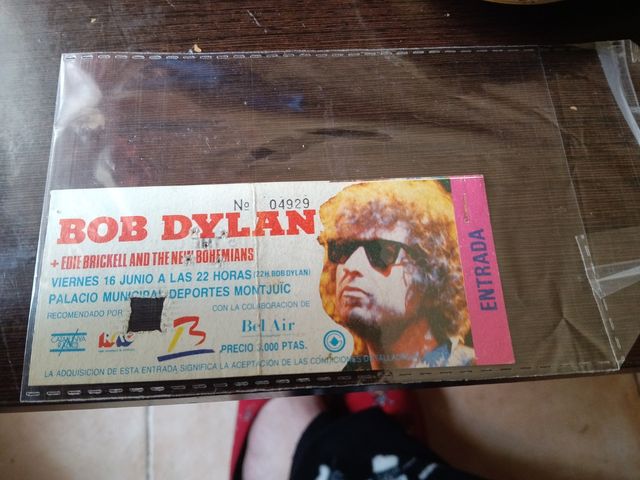 Nº 04929
BOB DYLAN
+ EDIE BRICKELL AND THE NEW BOHEMIANS
VIERNES 16 JUNIO A LAS 22 HORAS (22H. BOB DYLAN)
PALACIO MUNICIPAL DEPORTES MONTJUÏC
RECOMENDADO POR
CON LA COLABORACION DE
Bel Air
PRECIO 3.000 PTAS.
LA ADQUISICION DE ESTA ENTRADA SIGNIFICA LA ACEPTACION DE LAS CONDICIONES
ENTRADA